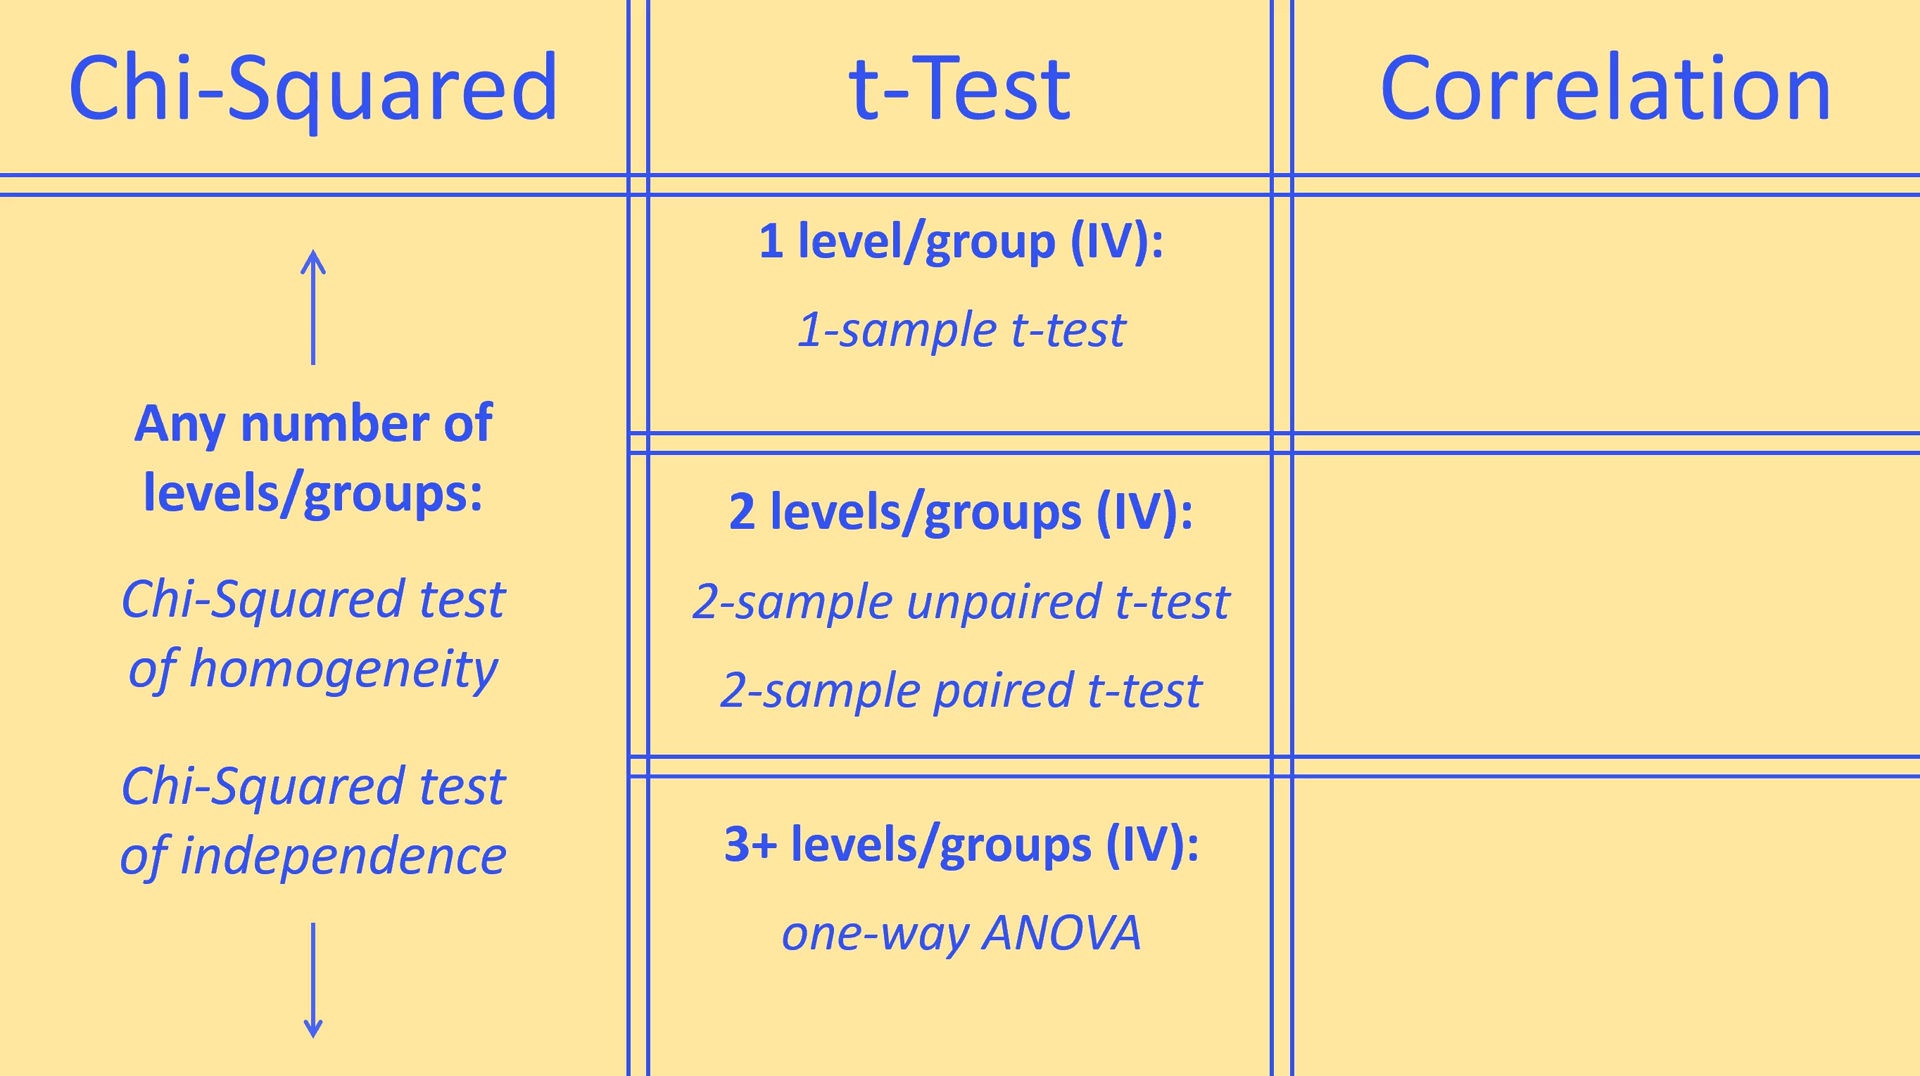 Chi-Squared
t-Test
Correlation
Any number of
levels/groups:
Chi-Squared test
of homogeneity
Chi-Squared test
of independence
1 level/group (IV):
1-sample t-test
2 levels/groups (IV):
2-sample unpaired t-test
2-sample paired t-test
3+ levels/groups (IV):
one-way ANOVA